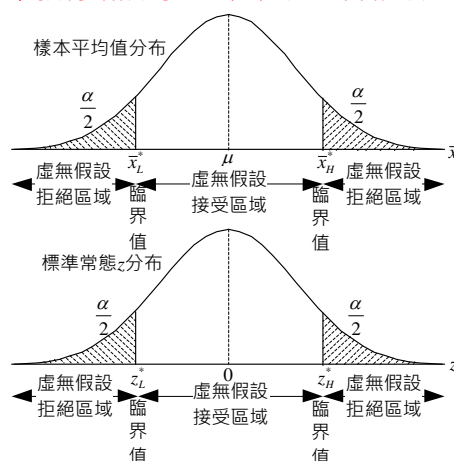 樣本平均值分布
α/2
α/2
x̄*L
μ
x̄*H
x̄
虛無假設
拒絕區域
臨界值
虛無假設
接受區域
臨界值
虛無假設
拒絕區域
標準常態z分布
α/2
α/2
z*L
0
z*H
z
虛無假設
拒絕區域
臨界值
虛無假設
接受區域
臨界值
虛無假設
拒絕區域